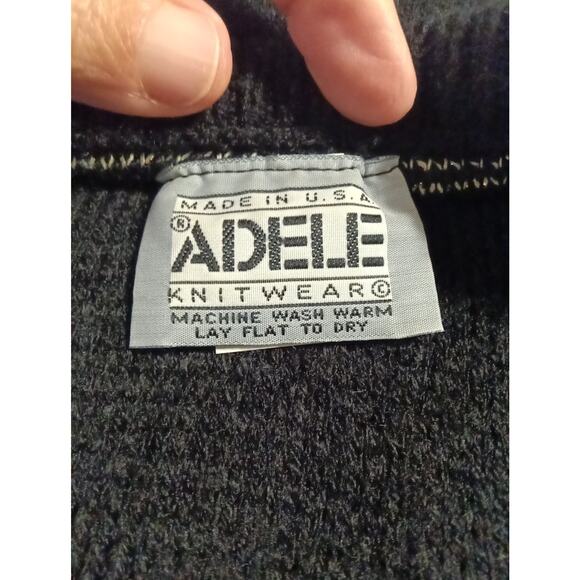 MADE IN U.S.A.
® ADELE
KNITWEAR©
MACHINE WASH WARM
LAY FLAT TO DRY